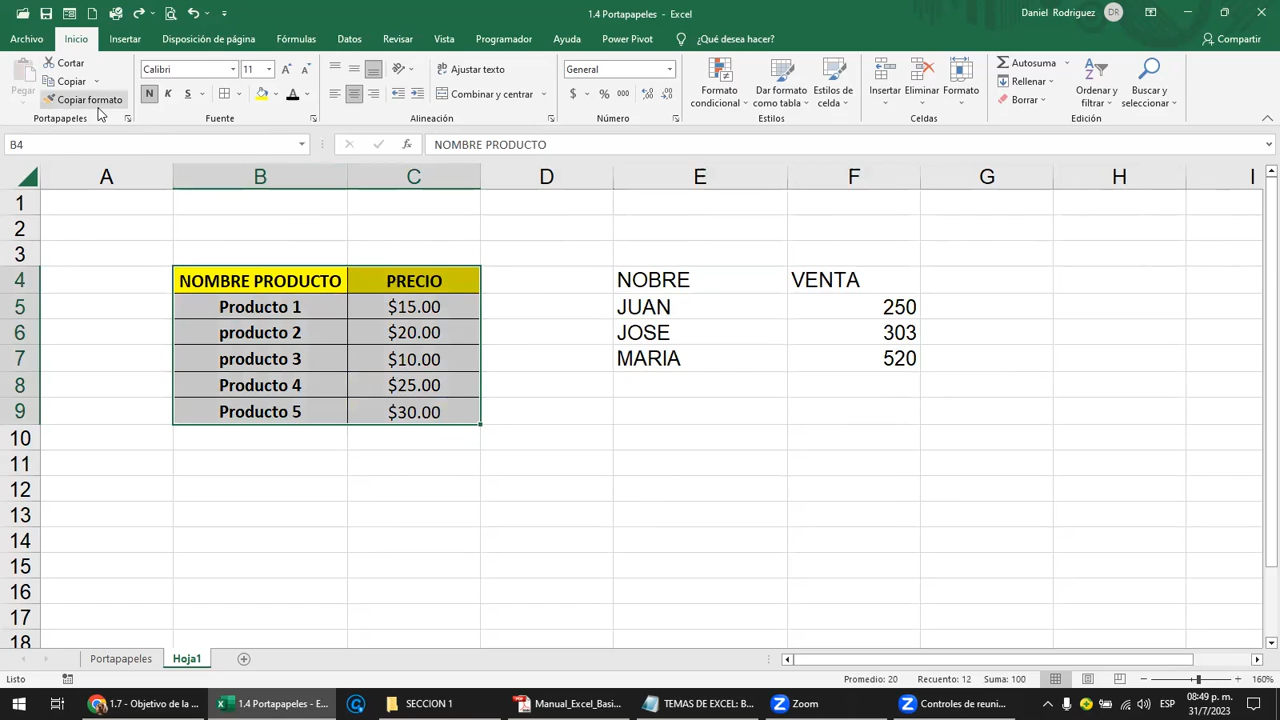 1.4 Portapapeles - Excel
Daniel Rodriguez DR
Archivo Inicio Insertar Disposición de página Fórmulas Datos Revisar Vista Programador Ayuda Power Pivot ¿Qué desea hacer? Compartir
Pegar
Cortar
Copiar
Copiar formato
Portapapeles
Calibri 11
N K S
Fuente
Ajustar texto
Combinar y centrar
Alineación
General
$ % 000
Número
Formato condicional
Dar formato como tabla
Estilos de celda
Estilos
Insertar Eliminar Formato
Celdas
Autosuma
Rellenar
Borrar
Ordenar y filtrar
Buscar y seleccionar
Edición
B4 fx NOMBRE PRODUCTO
A B C D E F G H I
1
2
3
4 NOMBRE PRODUCTO PRECIO NOBRE VENTA
5 Producto 1 $15.00 JUAN 250
6 producto 2 $20.00 JOSE 303
7 producto 3 $10.00 MARIA 520
8 Producto 4 $25.00
9 Producto 5 $30.00
10
11
12
13
14
15
16
17
18
Portapapeles Hoja1
Listo Promedio: 20 Recuento: 12 Suma: 100 160%
1.7 - Objetivo de la ... 1.4 Portapapeles - E... SECCION 1 Manual_Excel_Basi... TEMAS DE EXCEL: B... Zoom Controles de reuni... ESP 08:49 p. m.
31/7/2023